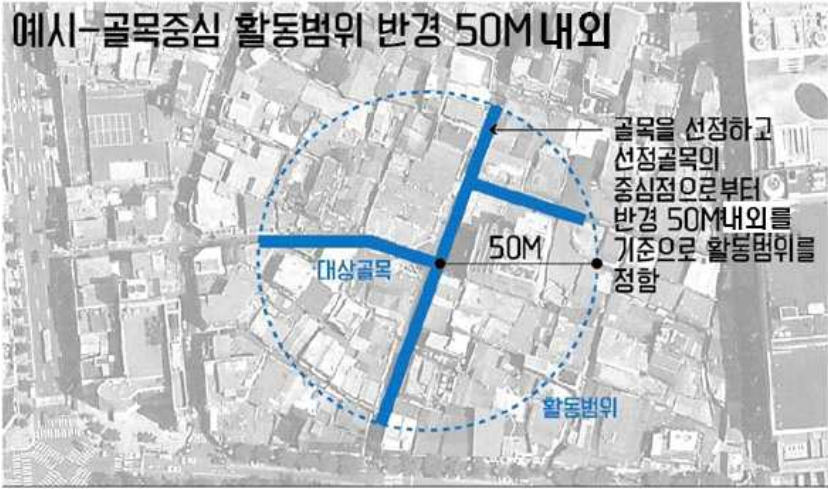 예시-골목중심 활동범위 반경 50M 내외
골목을 선정하고
선정골목의
중심점으로부터
반경 50M내외를
기준으로 활동범위를
정함
50M
대상골목
활동범위